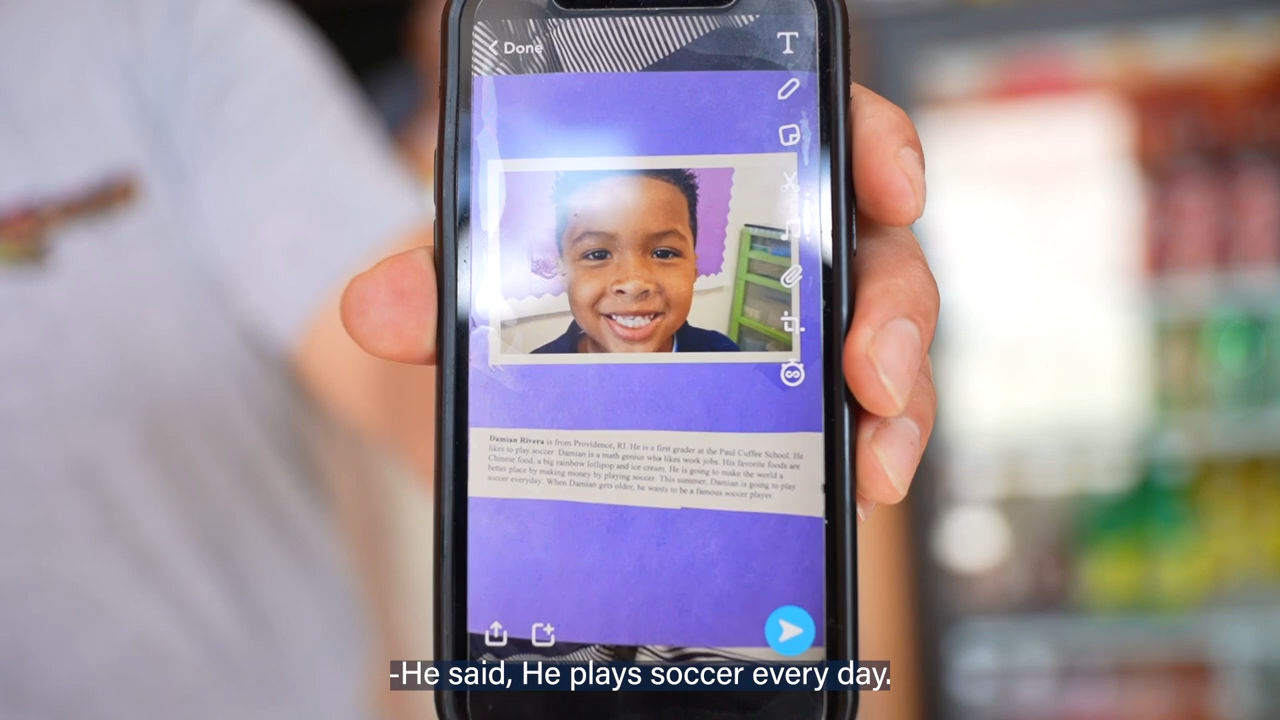 Done
T
Damian Rivera is from Providence, RI. He is a first grader at the Paul Cuffee School. He
likes to play soccer. Damian is a math genius who likes work jobs. His favorite foods are
Chinese food, a big rainbow lollipop and ice cream. He is going to make the world a
better place by making money by playing soccer. This summer, Damian is going to play
soccer everyday. When Damian gets older, he wants to be a famous soccer player.
-He said, He plays soccer every day.